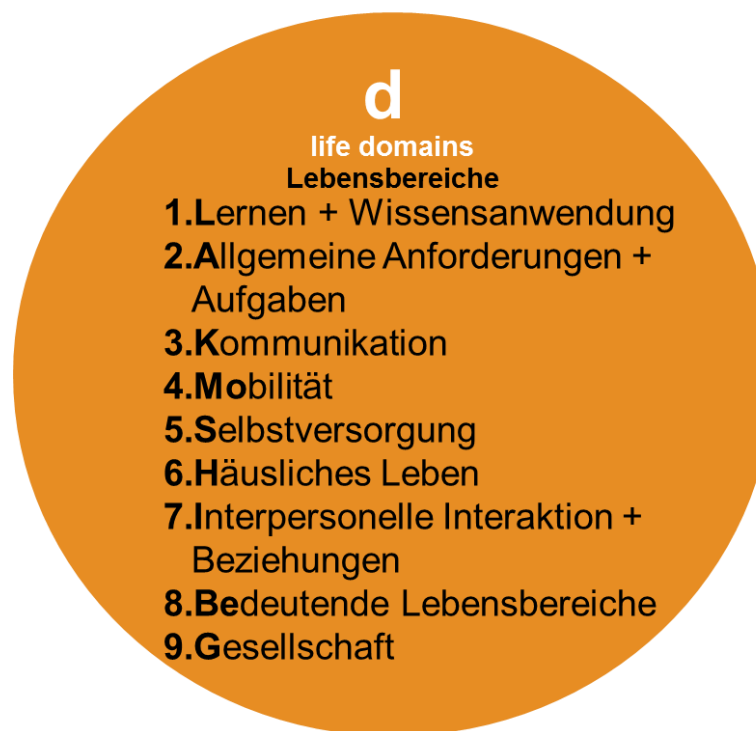 d
life domains
Lebensbereiche
1.Lernen + Wissensanwendung
2.Allgemeine Anforderungen +
Aufgaben
3.Kommunikation
4.Mobilität
5.Selbstversorgung
6.Häusliches Leben
7.Interpersonelle Interaktion +
Beziehungen
8.Bedeutende Lebensbereiche
9.Gesellschaft